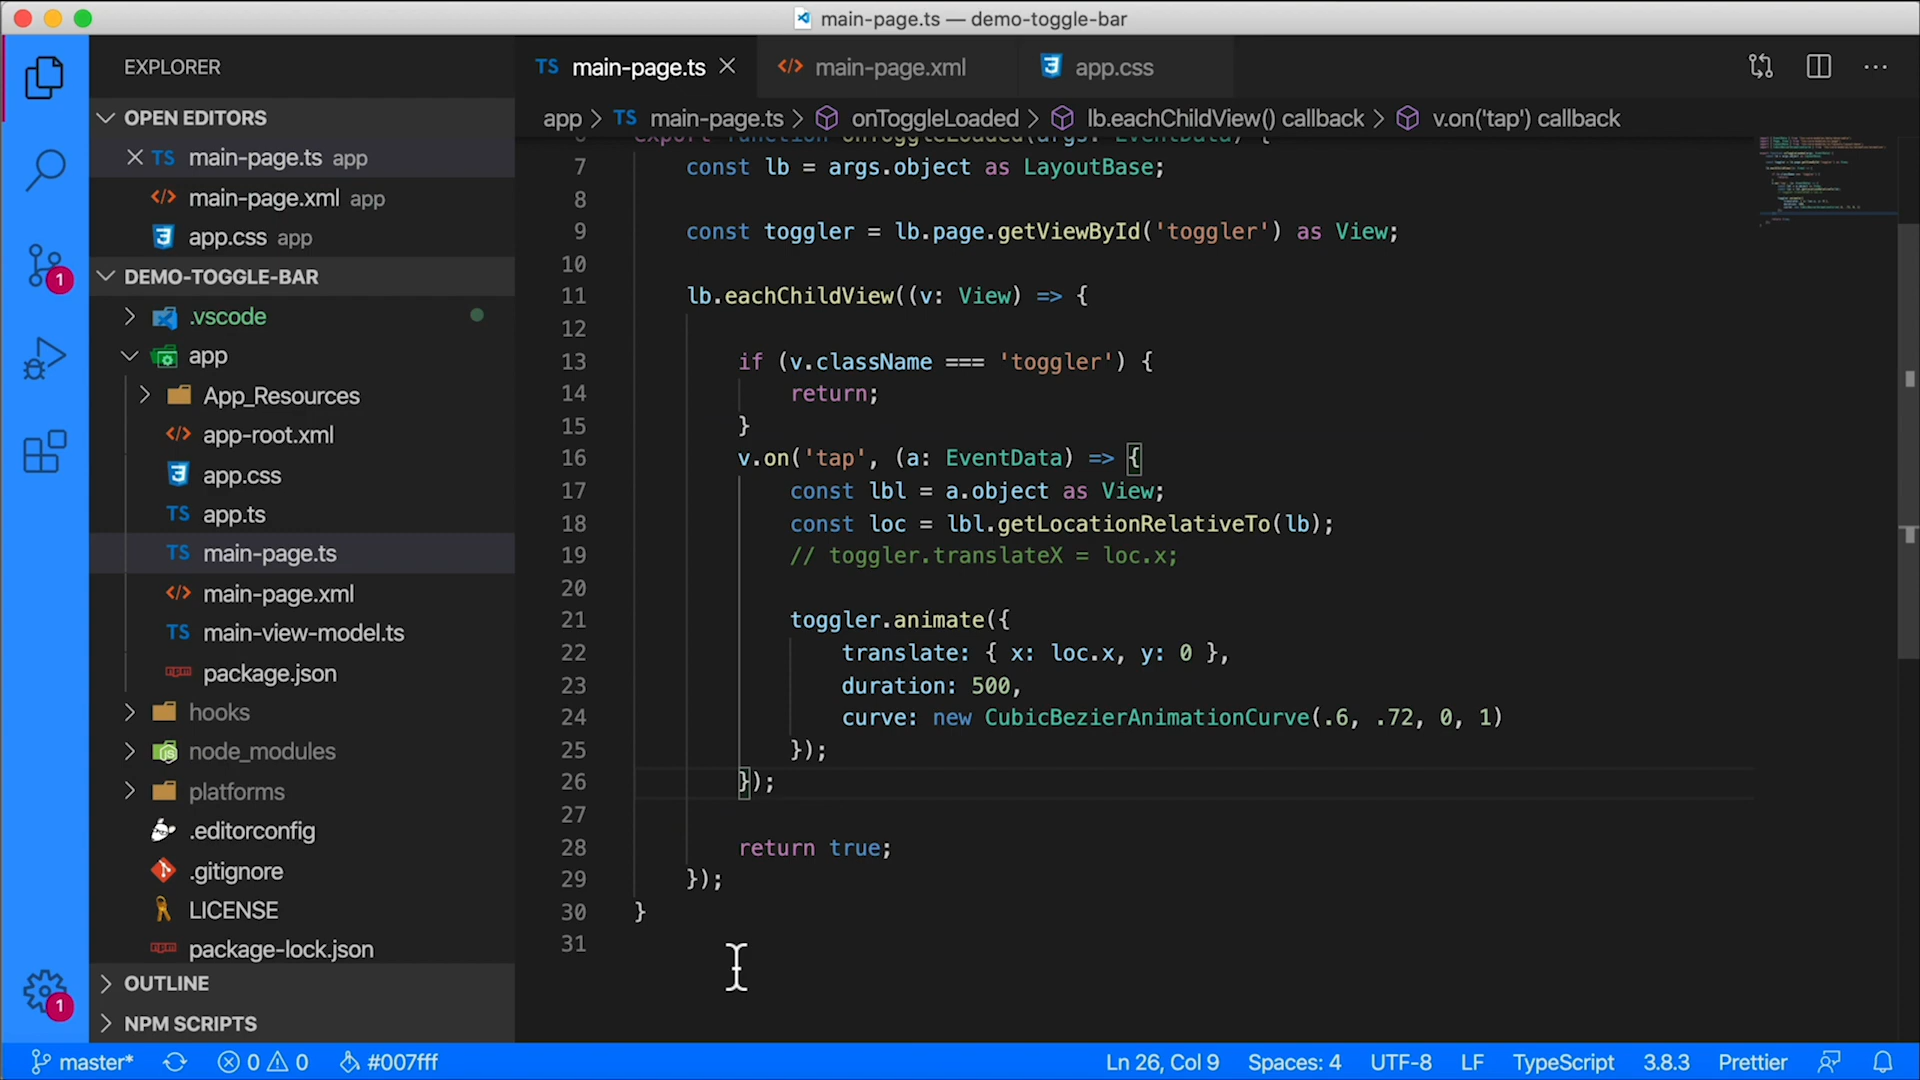 main-page.ts — demo-toggle-bar
EXPLORER
OPEN EDITORS
TS main-page.ts app
</> main-page.xml app
app.css app
DEMO-TOGGLE-BAR
.vscode
app
App_Resources
</> app-root.xml
app.css
TS app.ts
TS main-page.ts
</> main-page.xml
TS main-view-model.ts
package.json
hooks
node_modules
platforms
.editorconfig
.gitignore
LICENSE
package-lock.json
OUTLINE
NPM SCRIPTS
1
1
TS main-page.ts
</> main-page.xml
app.css
app > TS main-page.ts > onToggleLoaded > lb.eachChildView() callback > v.on('tap') callback
6 export function onToggleLoaded(args: EventData) {
7 const lb = args.object as LayoutBase;
8
9 const toggler = lb.page.getViewById('toggler') as View;
10
11 lb.eachChildView((v: View) => {
12
13 if (v.className === 'toggler') {
14 return;
15 }
16 v.on('tap', (a: EventData) => {
17 const lbl = a.object as View;
18 const loc = lbl.getLocationRelativeTo(lb);
19 // toggler.translateX = loc.x;
20
21 toggler.animate({
22 translate: { x: loc.x, y: 0 },
23 duration: 500,
24 curve: new CubicBezierAnimationCurve(.6, .72, 0, 1)
25 });
26 });
27
28 return true;
29 });
30 }
31
master* 0 0 #007fff Ln 26, Col 9 Spaces: 4 UTF-8 LF TypeScript 3.8.3 Prettier